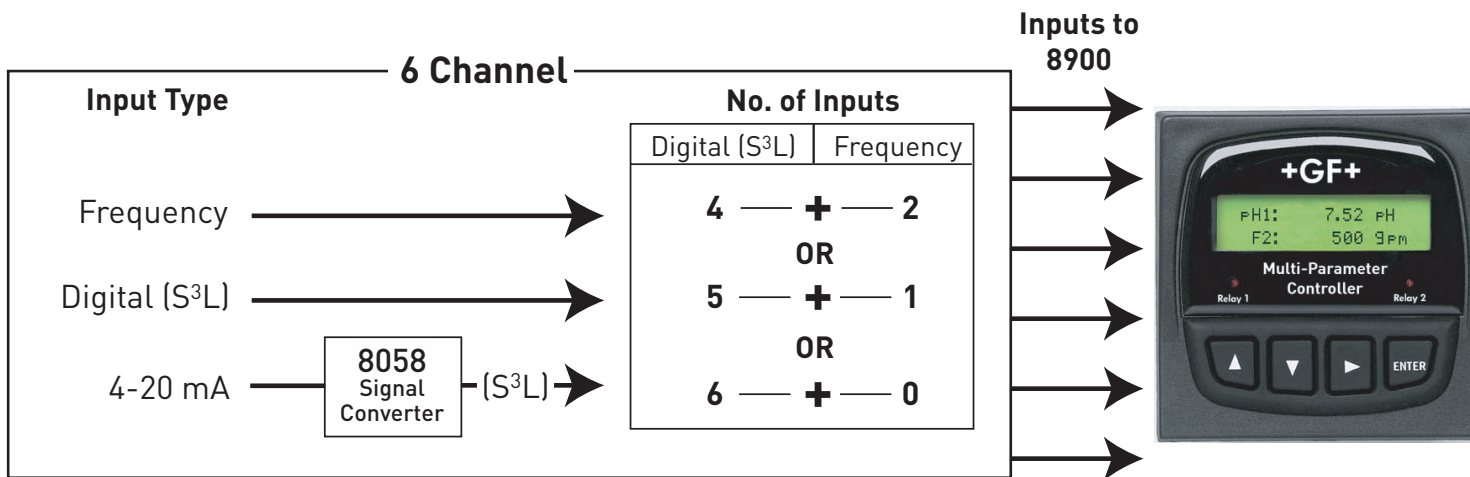 6 Channel
Input Type
No. of Inputs
Digital (S³L) Frequency
Frequency
4 + 2
OR
Digital (S³L)
5 + 1
OR
4-20 mA
8058
Signal
Converter
(S³L)
6 + 0
Inputs to
8900
+GF+
pH1: 7.52 pH
F2: 500 gpm
Multi-Parameter
Controller
Relay 1
Relay 2
ENTER